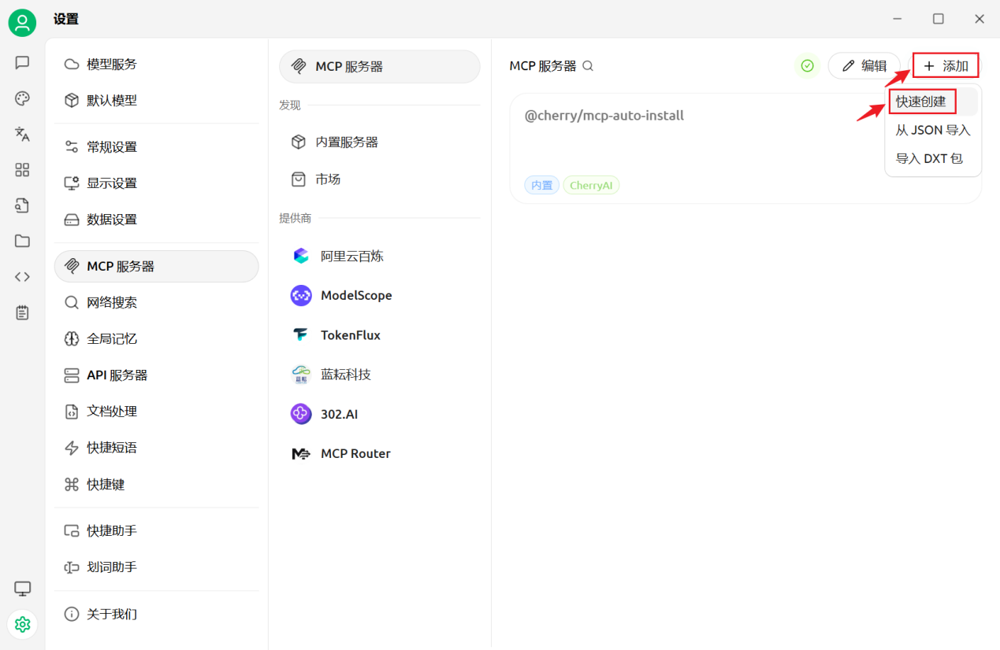 设置
模型服务
默认模型
常规设置
显示设置
数据设置
MCP 服务器
网络搜索
全局记忆
API 服务器
文档处理
快捷短语
快捷键
快捷助手
划词助手
关于我们
MCP 服务器
发现
内置服务器
市场
提供商
阿里云百炼
ModelScope
TokenFlux
蓝耘科技
302.AI
MCP Router
MCP 服务器
编辑
添加
快速创建
从 JSON 导入
导入 DXT 包
@cherry/mcp-auto-install
内置
CherryAI